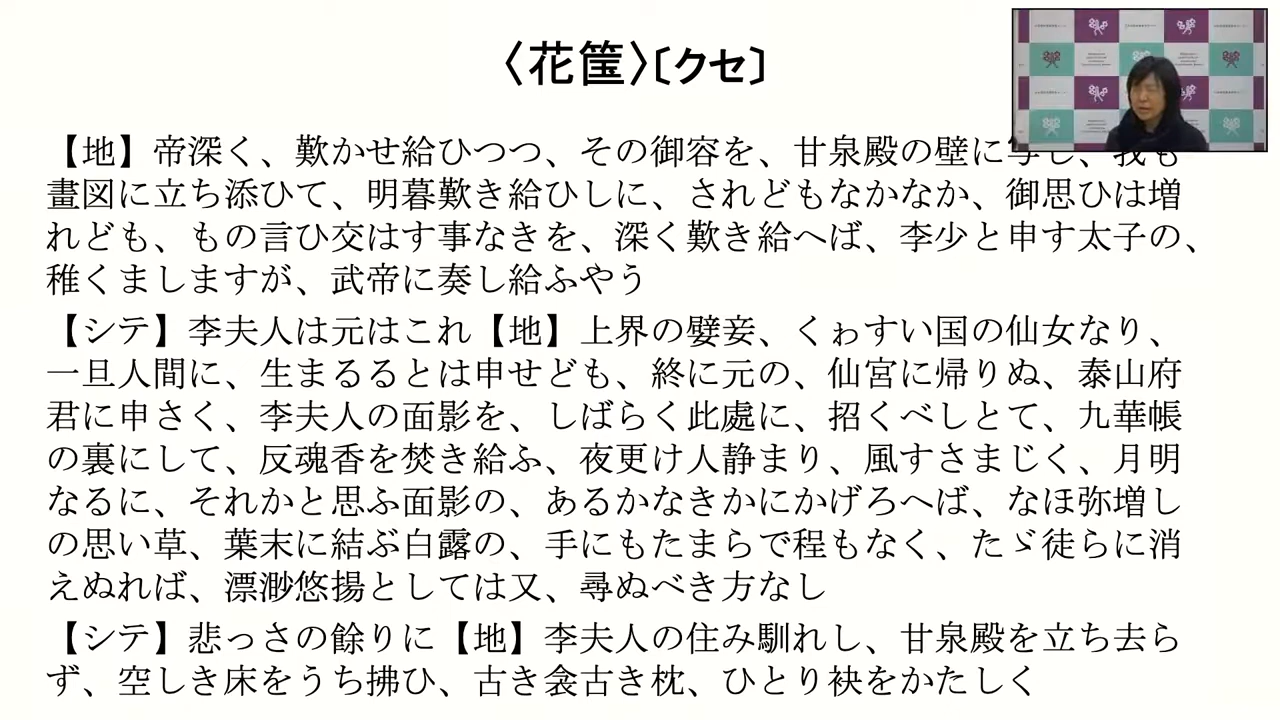 〈花筐〉〔クセ〕
【地】帝深く、歎かせ給ひつつ、その御容を、甘泉殿の壁に写し、我も
畫図に立ち添ひて、明暮歎き給ひしに、されどもなかなか、御思ひは増
れども、もの言ひ交はす事なきを、深く歎き給へば、李少と申す太子の、
稚くましますが、武帝に奏し給ふやう
【シテ】李夫人は元はこれ【地】上界の嬖妾、くゎすい国の仙女なり、
一旦人間に、生まるるとは申せども、終に元の、仙宮に帰りぬ、泰山府
君に申さく、李夫人の面影を、しばらく此處に、招くべしとて、九華帳
の裏にして、反魂香を焚き給ふ、夜更け人静まり、風すさまじく、月明
なるに、それかと思ふ面影の、あるかなきかにかげろへば、なほ弥増し
の思い草、葉末に結ぶ白露の、手にもたまらで程もなく、たゞ徒らに消
えぬれば、漂渺悠揚としては又、尋ぬべき方なし
【シテ】悲っさの餘りに【地】李夫人の住み馴れし、甘泉殿を立ち去ら
ず、空しき床をうち拂ひ、古き衾古き枕、ひとり袂をかたしく